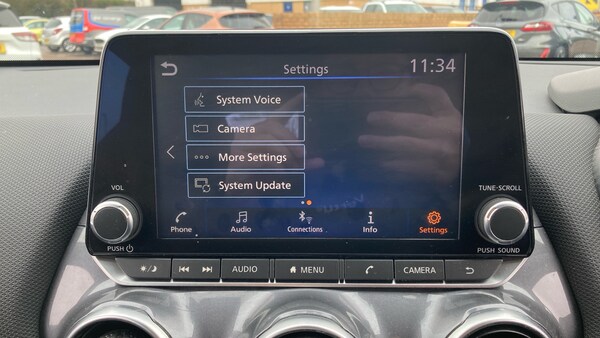 Settings
11:34
System Voice
Camera
More Settings
System Update
Phone
Audio
Connections
Info
Settings
VOL
PUSH
TUNE·SCROLL
PUSH SOUND
AUDIO
MENU
CAMERA